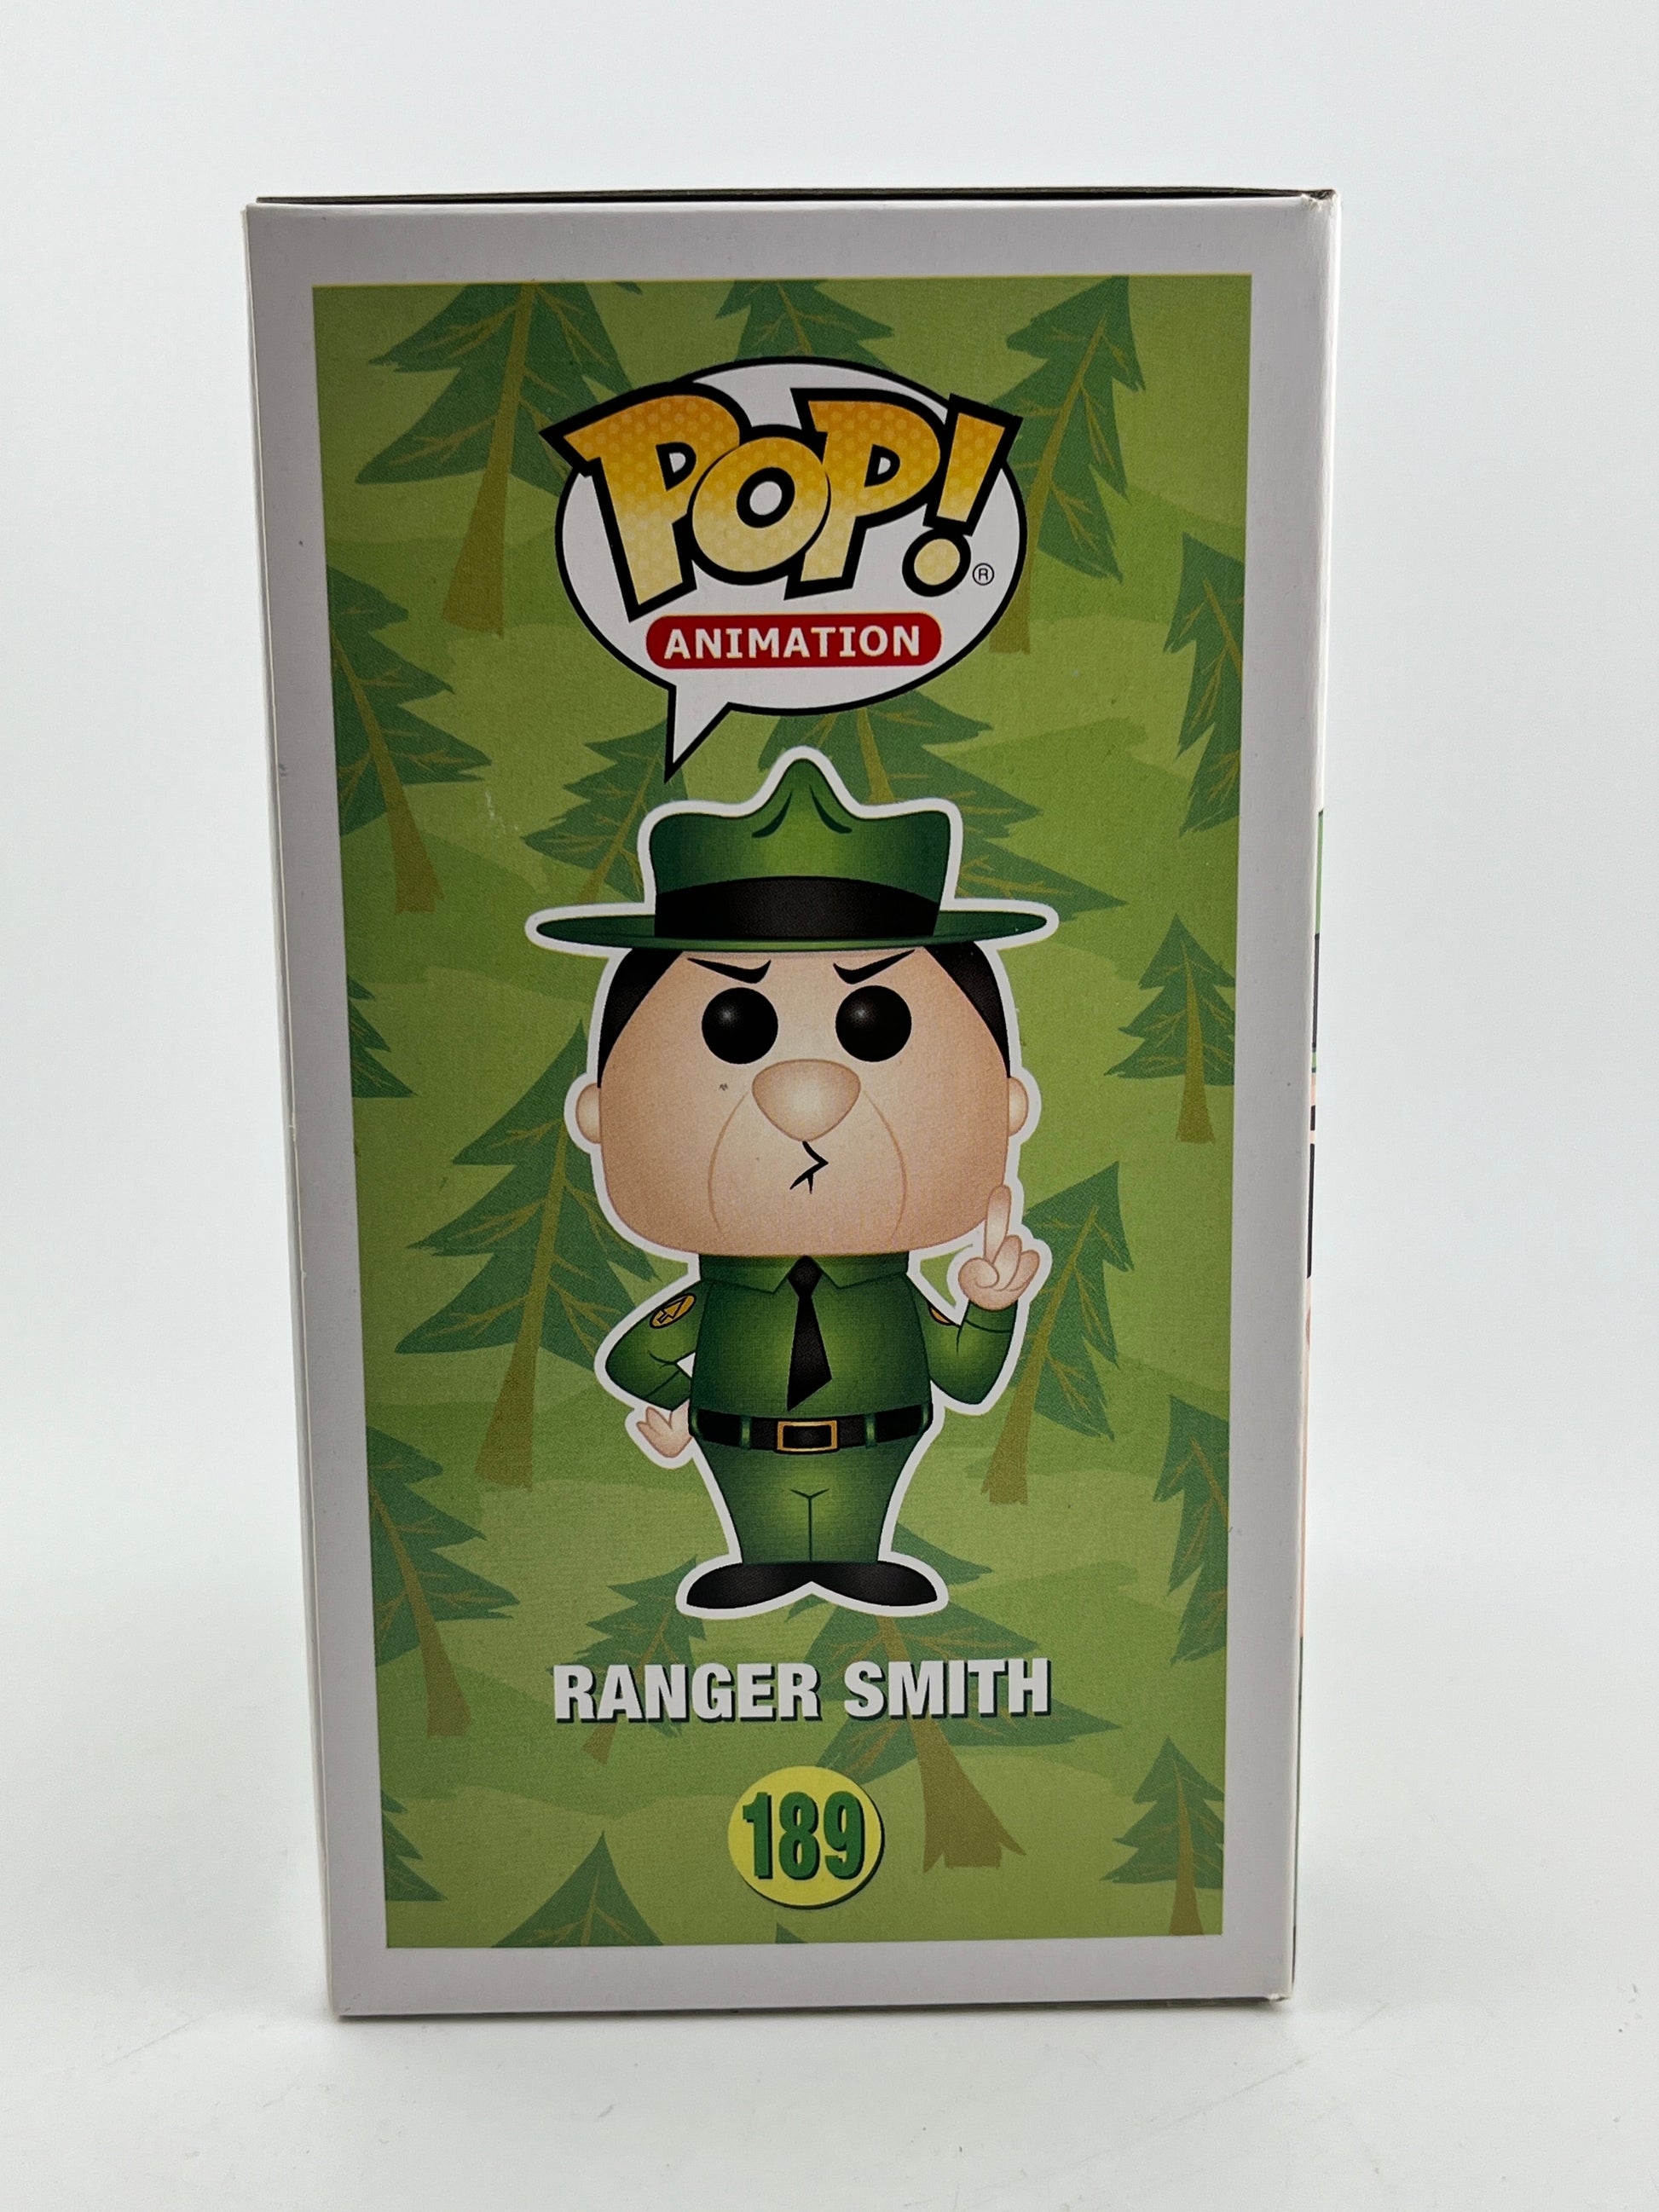 POP!®
ANIMATION
RANGER SMITH
189